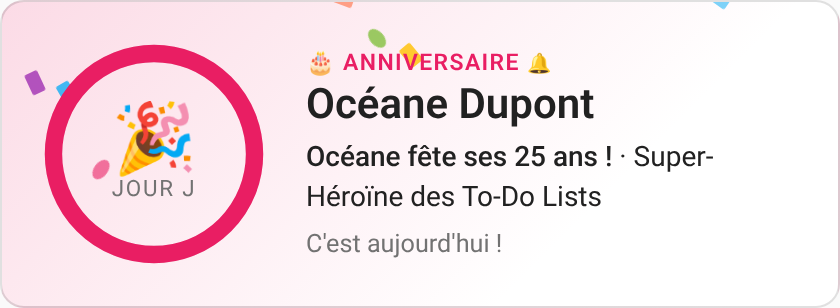 JOUR J
🎂 ANNIVERSAIRE 🔔
Océane Dupont
Océane fête ses 25 ans ! · Super-
Héroïne des To-Do Lists
C'est aujourd'hui !